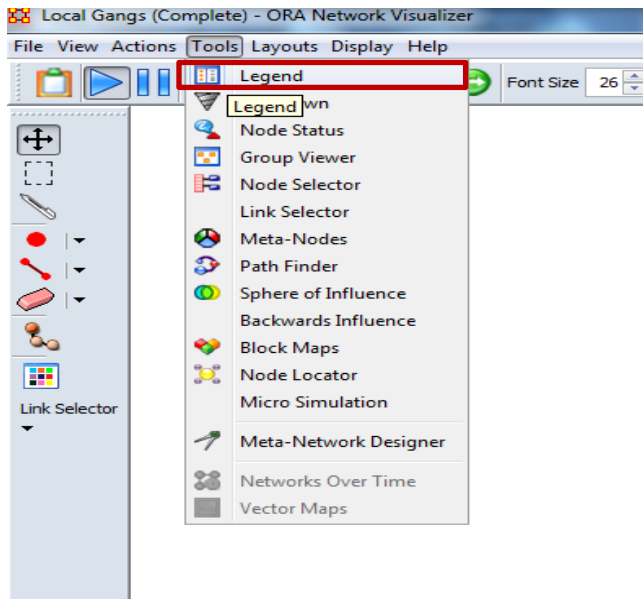 Local Gangs (Complete) - ORA Network Visualizer
File View Actions Tools Layouts Display Help
Font Size 26
Legend
Legend wn
Node Status
Group Viewer
Node Selector
Link Selector
Meta-Nodes
Path Finder
Sphere of Influence
Backwards Influence
Block Maps
Node Locator
Micro Simulation
Link Selector
Meta-Network Designer
Networks Over Time
Vector Maps